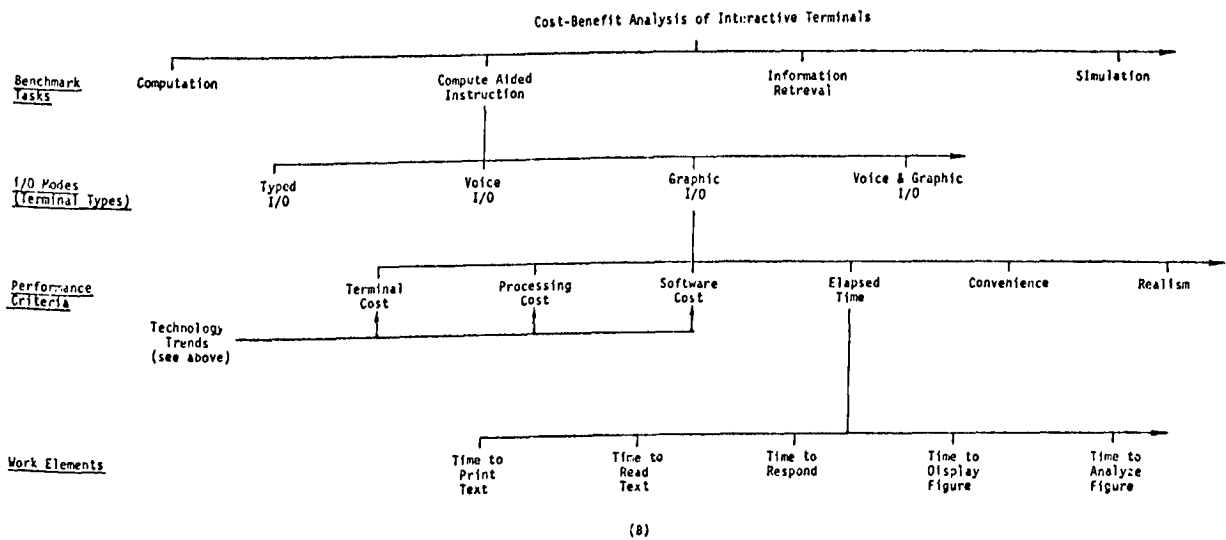 Cost-Benefit Analysis of Interactive Terminals
Benchmark
Tasks
Computation
Compute Aided
Instruction
Information
Retreval
SImulation
I/O Modes
(Terminal Types)
Typed
I/O
Voice
I/O
Graphic
I/O
Voice & Graphic
I/O
Performance
Criteria
Terminal
Cost
Processing
Cost
Software
Cost
Elapsed
Time
Convenience
Realism
Technology
Trends
(see above)
Work Elements
Time to
Print
Text
Time to
Read
Text
Time to
Respond
Time to
Display
Figure
Time to
Analyze
Figure
(B)